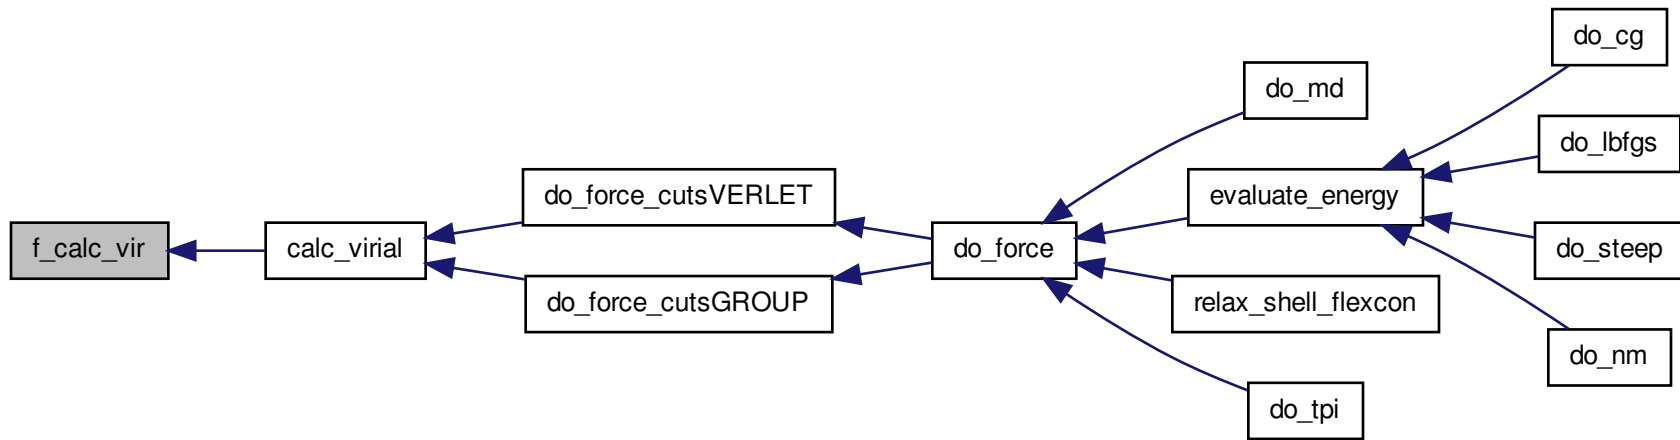 do_cg
do_md
do_lbfgs
do_force_cutsVERLET
evaluate_energy
f_calc_vir
calc_virial
do_force
do_steep
do_force_cutsGROUP
relax_shell_flexcon
do_nm
do_tpi